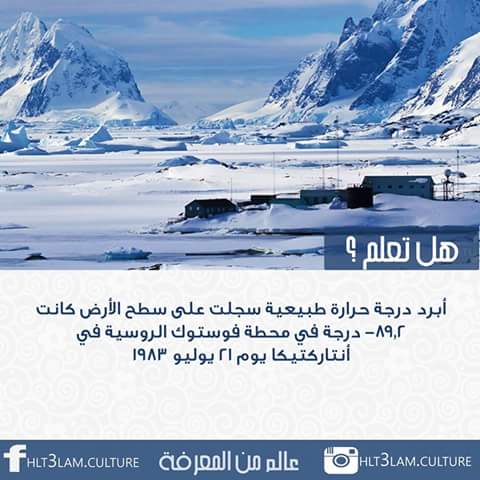 هل تعلم ؟
أبرد درجة حرارة طبيعية سجلت على سطح الأرض كانت
٨٩,٢- درجة في محطة فوستوك الروسية في
أنتاركتيكا يوم ٢١ يوليو ١٩٨٣
HLT3LAM.CULTURE
عالم من المعرفة
HLT3LAM.CULTURE